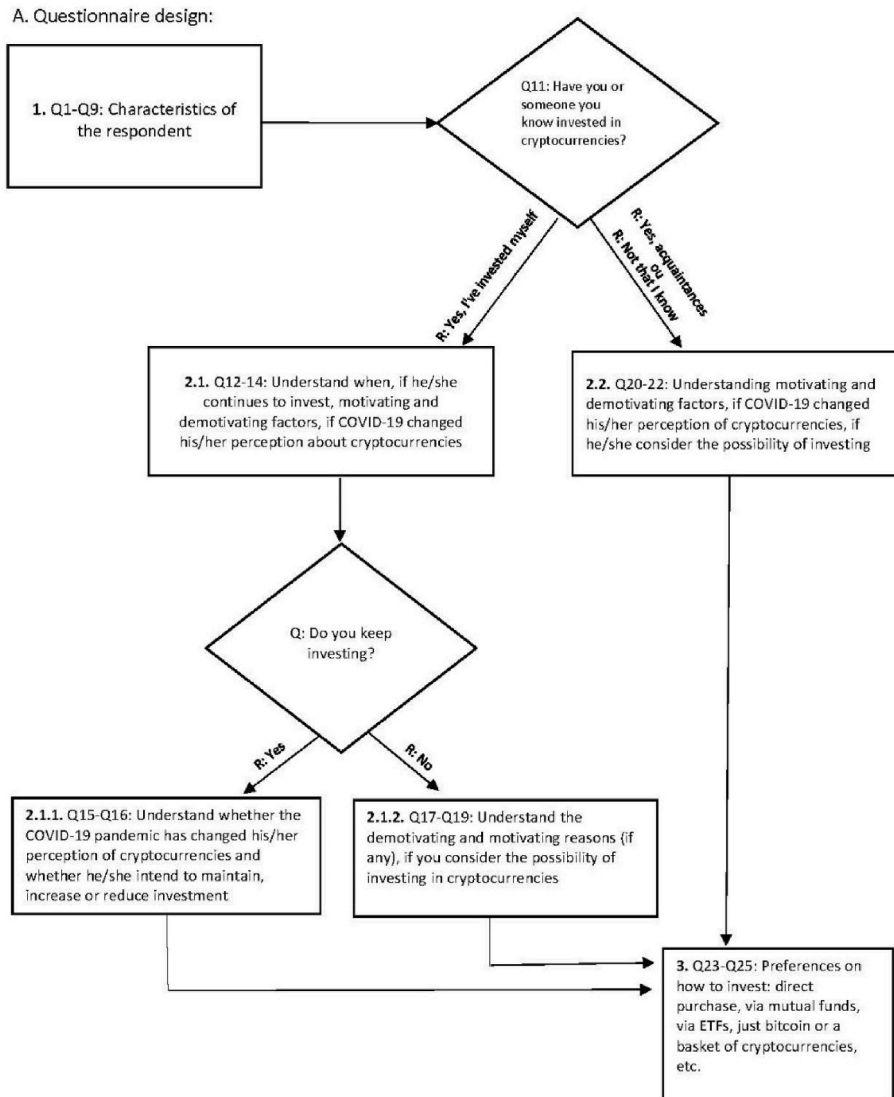 A. Questionnaire design:
1. Q1-Q9: Characteristics of
the respondent
Q11: Have you or
someone you
know invested in
cryptocurrencies?
R: Yes, I've invested myself
R: Yes, acquaintances
ou
R: Not that I know
2.1. Q12-14: Understand when, if he/she
continues to invest, motivating and
demotivating factors, if COVID-19 changed
his/her perception about cryptocurrencies
2.2. Q20-22: Understanding motivating and
demotivating factors, if COVID-19 changed
his/her perception of cryptocurrencies, if
he/she consider the possibility of investing
Q: Do you keep
investing?
R: Yes
R: No
2.1.1. Q15-Q16: Understand whether the
COVID-19 pandemic has changed his/her
perception of cryptocurrencies and
whether he/she intend to maintain,
increase or reduce investment
2.1.2. Q17-Q19: Understand the
demotivating and motivating reasons (if
any), if you consider the possibility of
investing in cryptocurrencies
3. Q23-Q25: Preferences on
how to invest: direct
purchase, via mutual funds,
via ETFs, just bitcoin or a
basket of cryptocurrencies,
etc.